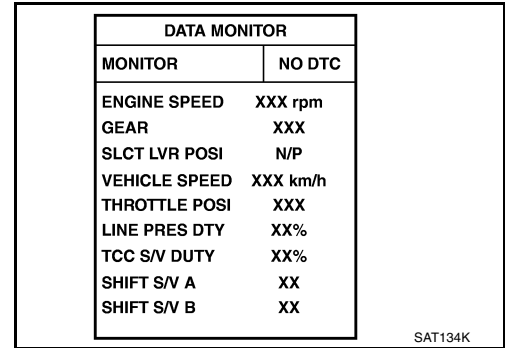 DATA MONITOR
MONITOR NO DTC
ENGINE SPEED XXX rpm
GEAR XXX
SLCT LVR POSI N/P
VEHICLE SPEED XXX km/h
THROTTLE POSI XXX
LINE PRES DTY XX%
TCC S/V DUTY XX%
SHIFT S/V A XX
SHIFT S/V B XX
SAT134K